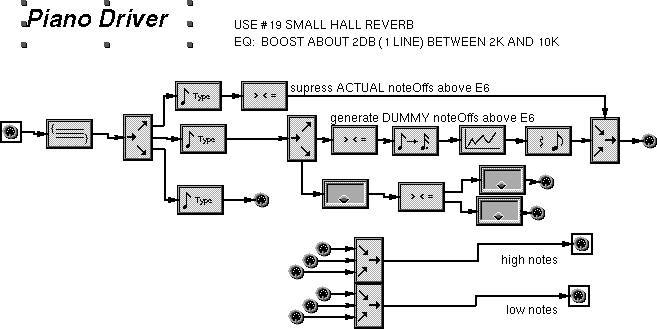 Piano Driver
USE #19 SMALL HALL REVERB
EQ: BOOST ABOUT 2DB (1 LINE) BETWEEN 2K AND 10K
supress ACTUAL noteOffs above E6
Type
> < =
generate DUMMY noteOffs above E6
Type
> < =
Type
> < =
high notes
low notes